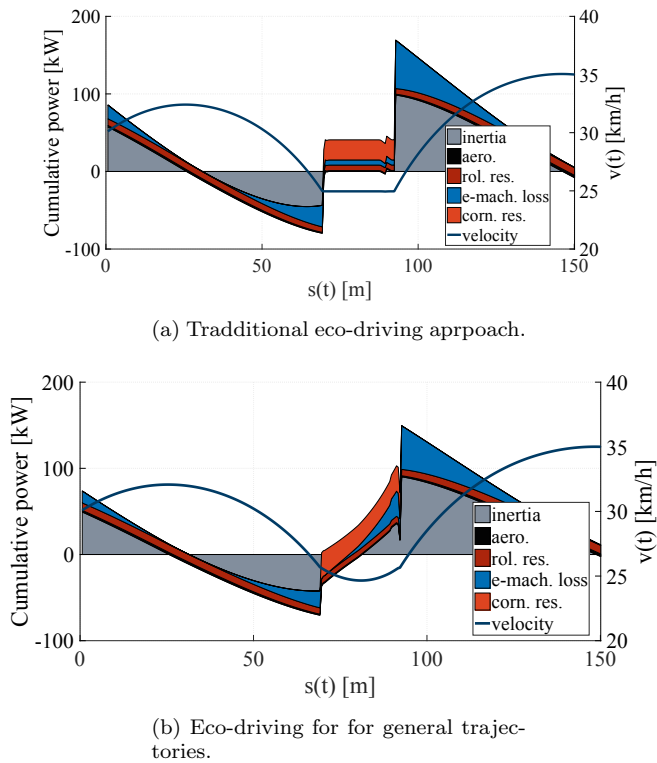 200
40
100
35
0
30
25
-100
20
0
50
100
150
Cumulative power [kW]
v(t) [km/h]
s(t) [m]
inertia
aero.
rol. res.
e-mach. loss
corn. res.
velocity
(a) Tradditional eco-driving aprpoach.
200
40
100
35
0
30
25
-100
20
0
50
100
150
Cumulative power [kW]
v(t) [km/h]
s(t) [m]
inertia
aero.
rol. res.
e-mach. loss
corn. res.
velocity
(b) Eco-driving for for general trajec-
tories.